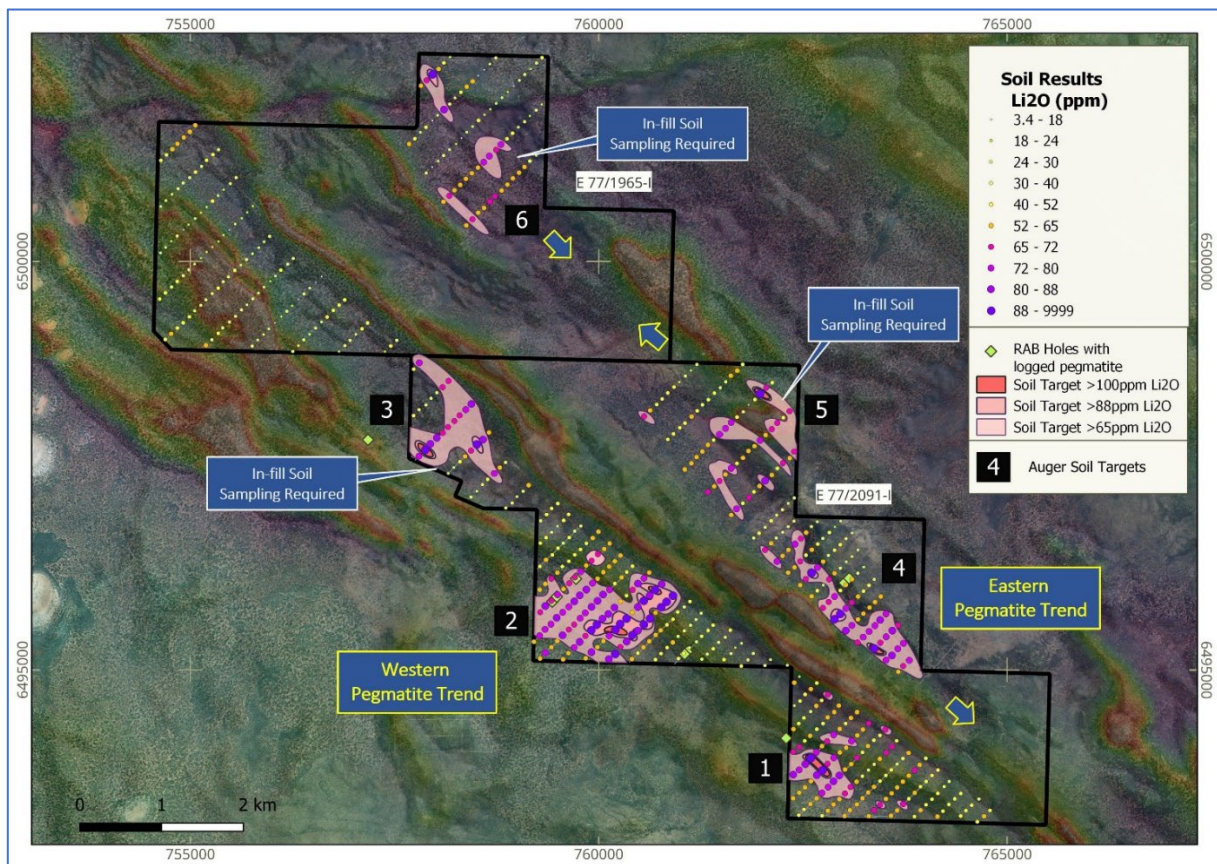 755000
760000
765000
Soil Results
Li2O (ppm)
3.4 - 18
18 - 24
24 - 30
30 - 40
40 - 52
52 - 65
65 - 72
72 - 80
80 - 88
88 - 9999
RAB Holes with
logged pegmatite
Soil Target >100ppm Li2O
Soil Target >88ppm Li2O
Soil Target >65ppm Li2O
4
Auger Soil Targets
In-fill Soil
Sampling Required
E 77/1965-I
6
6500000
6500000
In-fill Soil
Sampling Required
3
5
In-fill Soil
Sampling Required
E 77/2091-I
4
Eastern
Pegmatite Trend
2
Western
Pegmatite Trend
6495000
6495000
1
0 1 2 km
755000
760000
765000